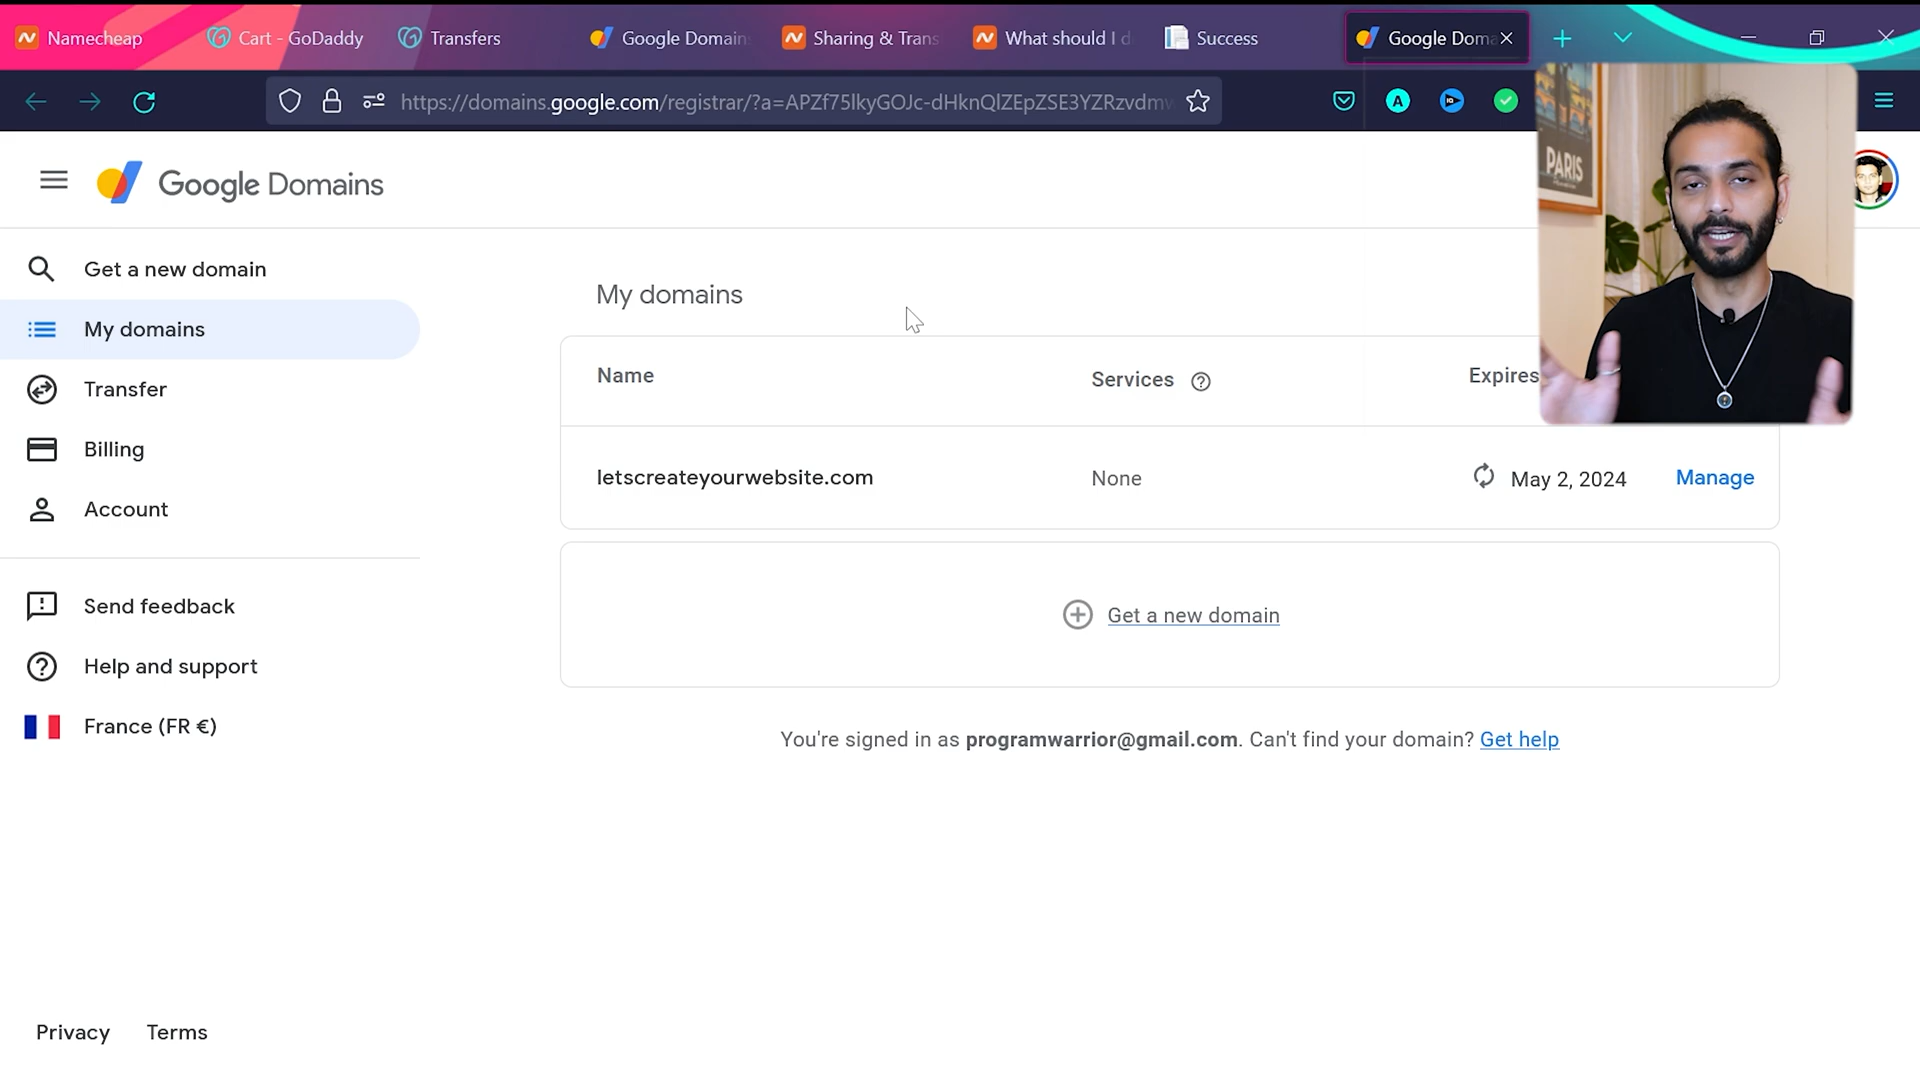 Namecheap
Cart - GoDaddy
Transfers
Google Domain
Sharing & Trans
What should I d
Success
Google Doma
https://domains.google.com/registrar/?a=APZf75lkyGOJc-dHknQlZEpZSE3YZRzvdmw
A
PARIS
Google Domains
Get a new domain
My domains
Transfer
Billing
Account
Send feedback
Help and support
France (FR €)
My domains
Name
Services
Expires
letscreateyourwebsite.com
None
May 2, 2024
Manage
Get a new domain
You're signed in as programwarrior@gmail.com. Can't find your domain? Get help
Privacy
Terms